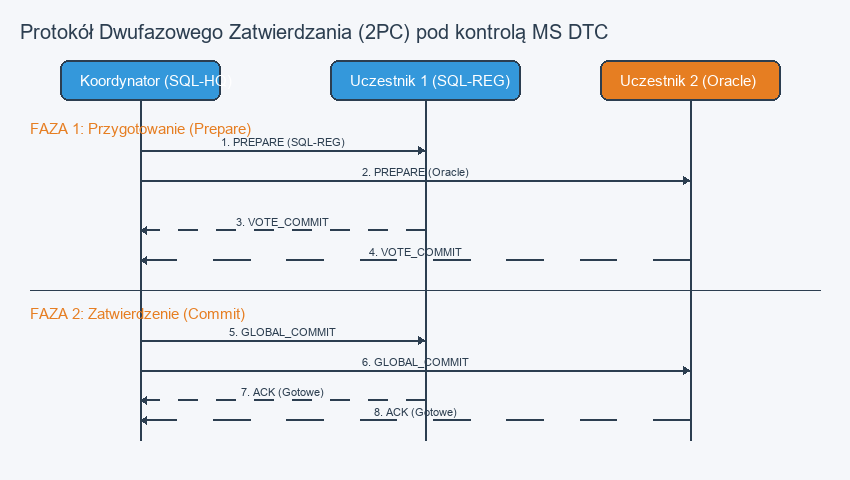 Protokół Dwufazowego Zatwierdzania (2PC) pod kontrolą MS DTC
Koordynator (SQL-HQ)
Uczestnik 1 (SQL-REG)
Uczestnik 2 (Oracle)
FAZA 1: Przygotowanie (Prepare)
1. PREPARE (SQL-REG)
2. PREPARE (Oracle)
3. VOTE_COMMIT
4. VOTE_COMMIT
FAZA 2: Zatwierdzenie (Commit)
5. GLOBAL_COMMIT
6. GLOBAL_COMMIT
7. ACK (Gotowe)
8. ACK (Gotowe)